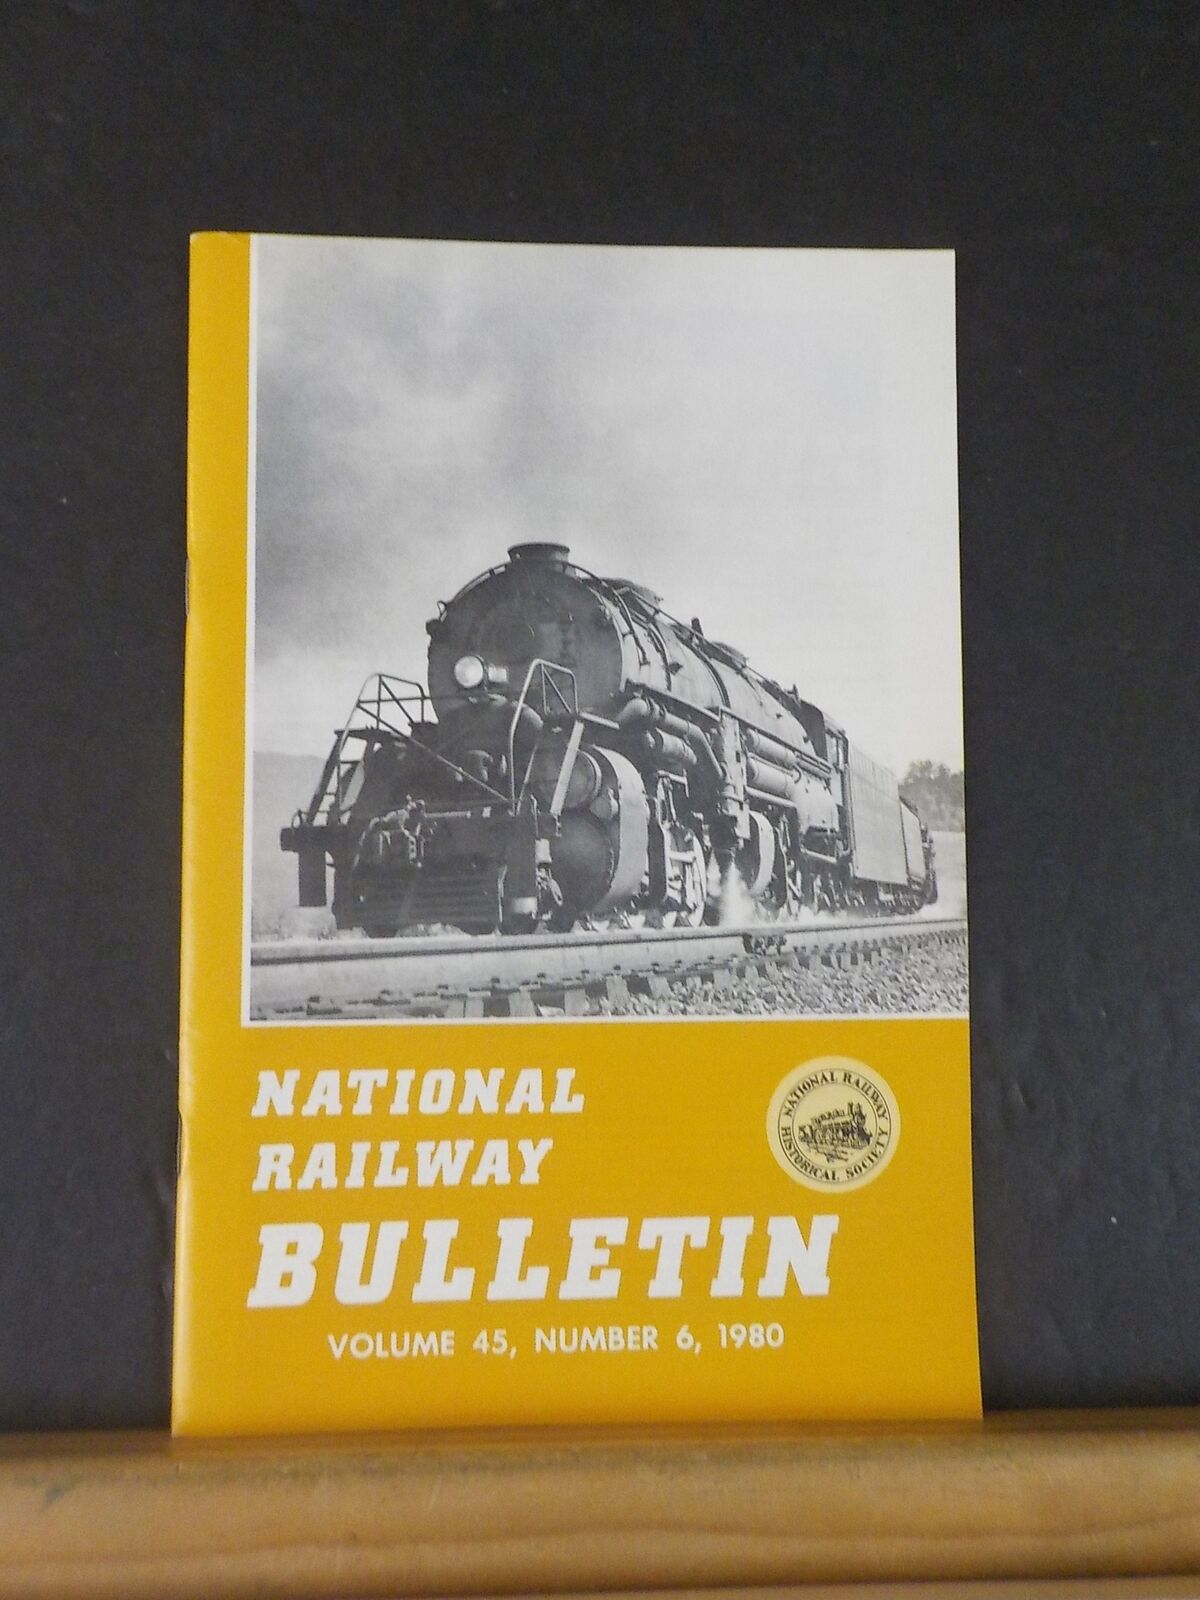 NATIONAL
RAILWAY
BULLETIN
VOLUME 45, NUMBER 6, 1980
NATIONAL RAILWAY
HISTORICAL SOCIETY